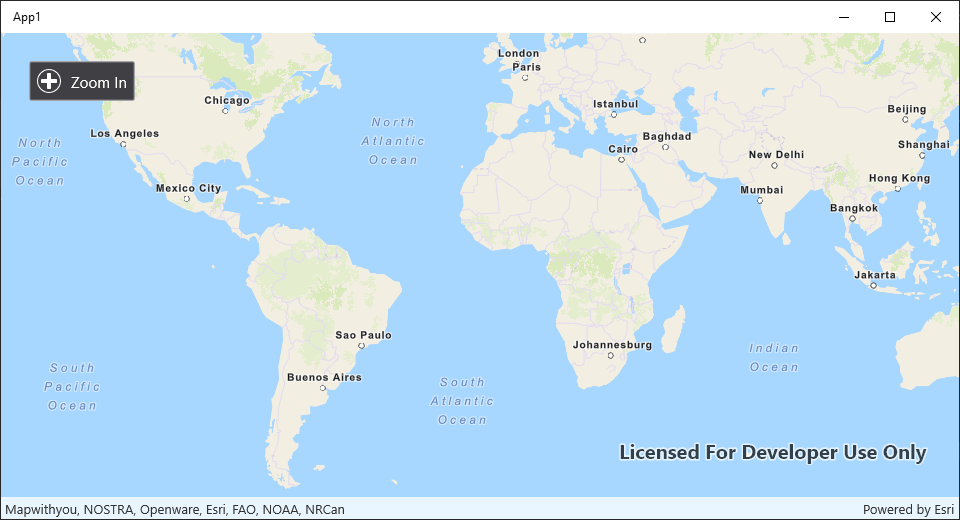 App1
Zoom In
London
Paris
Chicago
Istanbul
Beijing
Los Angeles
North
Atlantic
Ocean
Baghdad
North
Pacific
Ocean
Cairo
Shanghai
New Delhi
Mexico City
Mumbai
Hong Kong
Bangkok
Jakarta
Sao Paulo
Johannesburg
Indian
Ocean
South
Pacific
Ocean
Buenos Aires
South
Atlantic
Ocean
Licensed For Developer Use Only
Mapwithyou, NOSTRA, Openware, Esri, FAO, NOAA, NRCan
Powered by Esri